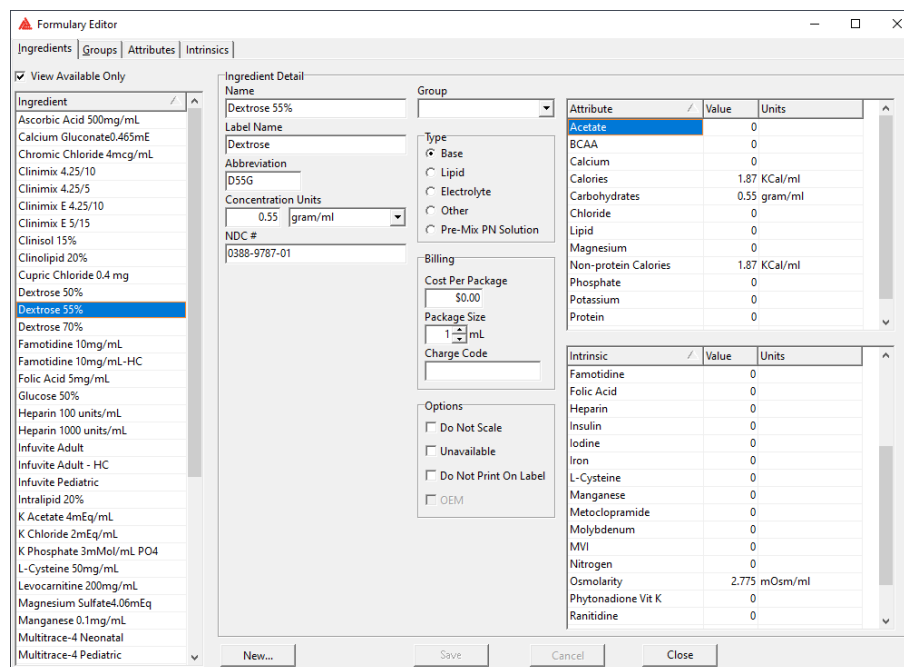 Formulary Editor
Ingredients Groups Attributes Intrinsics
View Available Only
Ingredient
Ascorbic Acid 500mg/mL
Calcium Gluconate0.465mE
Chromic Chloride 4mcg/mL
Clinimix 4.25/10
Clinimix 4.25/5
Clinimix E 4.25/10
Clinimix E 5/15
Clinisol 15%
Clinolipid 20%
Cupric Chloride 0.4 mg
Dextrose 50%
Dextrose 55%
Dextrose 70%
Famotidine 10mg/mL
Famotidine 10mg/mL-HC
Folic Acid 5mg/mL
Glucose 50%
Heparin 100 units/mL
Heparin 1000 units/mL
Infuvite Adult
Infuvite Adult - HC
Infuvite Pediatric
Intralipid 20%
K Acetate 4mEq/mL
K Chloride 2mEq/mL
K Phosphate 3mMol/mL PO4
L-Cysteine 50mg/mL
Levocarnitine 200mg/mL
Magnesium Sulfate4.06mEq
Manganese 0.1mg/mL
Multitrace-4 Neonatal
Multitrace-4 Pediatric
Ingredient Detail
Name
Dextrose 55%
Label Name
Dextrose
Abbreviation
D55G
Concentration Units
0.55 gram/ml
NDC #
0388-9787-01
Group
Type
Base
Lipid
Electrolyte
Other
Pre-Mix PN Solution
Billing
Cost Per Package
$0.00
Package Size
1 mL
Charge Code
Options
Do Not Scale
Unavailable
Do Not Print On Label
OEM
Attribute Value Units
Acetate 0
BCAA 0
Calcium 0
Calories 1.87 KCal/ml
Carbohydrates 0.55 gram/ml
Chloride 0
Lipid 0
Magnesium 0
Non-protein Calories 1.87 KCal/ml
Phosphate 0
Potassium 0
Protein 0
Intrinsic Value Units
Famotidine 0
Folic Acid 0
Heparin 0
Insulin 0
Iodine 0
Iron 0
L-Cysteine 0
Manganese 0
Metoclopramide 0
Molybdenum 0
MVI 0
Nitrogen 0
Osmolarity 2.775 mOsm/ml
Phytonadione Vit K 0
Ranitidine 0
New... Save Cancel Close